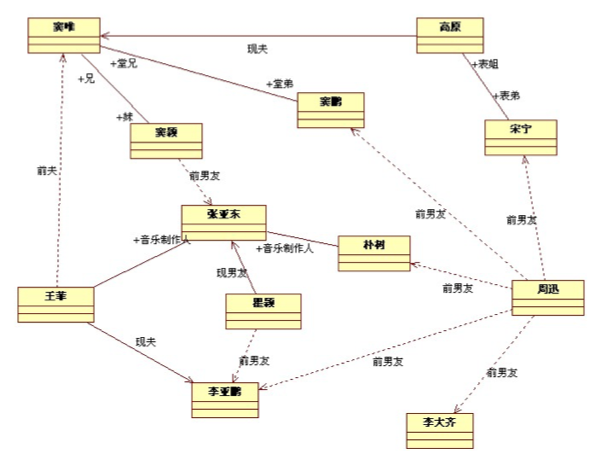 窦唯
高原
现夫
+堂兄
+表姐
+兄
+堂弟
窦鹏
+表弟
+妹
宋宁
窦颖
前夫
前男友
张亚东
前男友
前男友
+音乐制作人
+音乐制作人
朴树
现男友
前男友
王菲
瞿颖
周迅
现夫
前男友
前男友
前男友
李亚鹏
李大齐